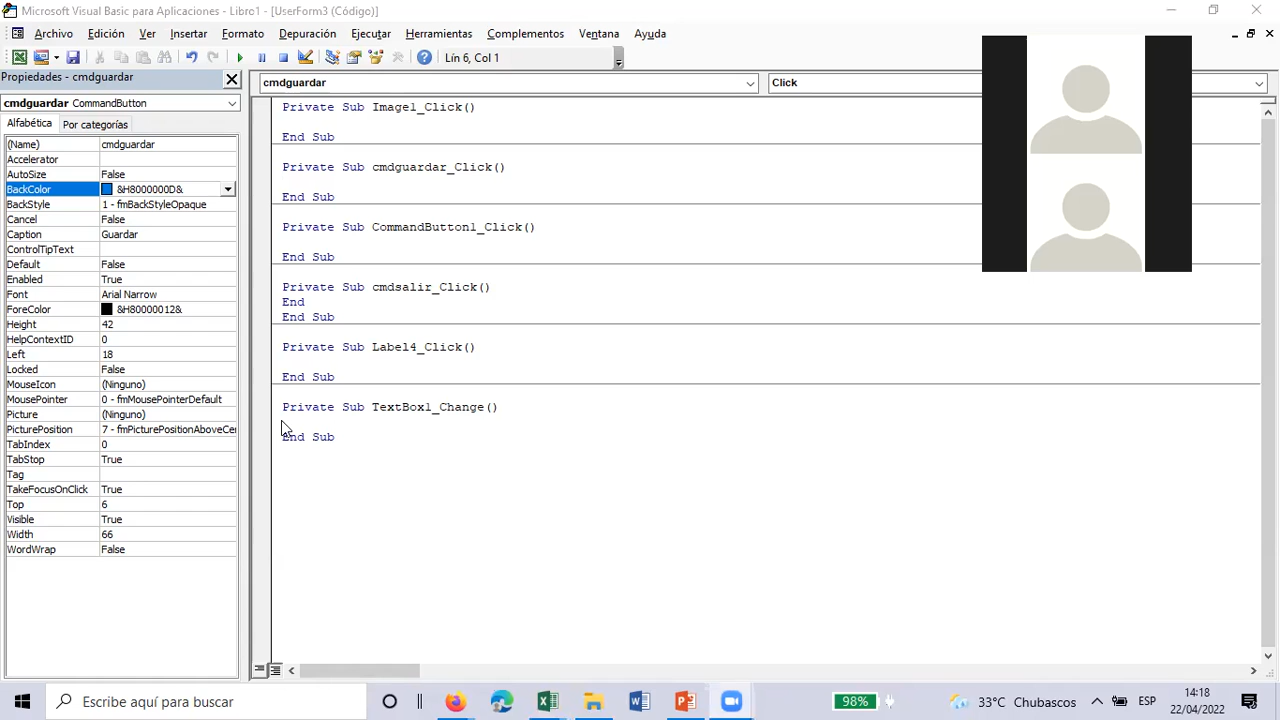 Microsoft Visual Basic para Aplicaciones - Libro1 - [UserForm3 (Código)]
Archivo Edición Ver Insertar Formato Depuración Ejecutar Herramientas Complementos Ventana Ayuda
Lín 6, Col 1
Propiedades - cmdguardar
cmdguardar CommandButton
Alfabética Por categorías
(Name) cmdguardar
Accelerator
AutoSize False
BackColor &H8000000D&
BackStyle 1 - fmBackStyleOpaque
Cancel False
Caption Guardar
ControlTipText
Default False
Enabled True
Font Arial Narrow
ForeColor &H80000012&
Height 42
HelpContextID 0
Left 18
Locked False
MouseIcon (Ninguno)
MousePointer 0 - fmMousePointerDefault
Picture (Ninguno)
PicturePosition 7 - fmPicturePositionAboveCer
TabIndex 0
TabStop True
Tag
TakeFocusOnClick True
Top 6
Visible True
Width 66
WordWrap False
cmdguardar Click
Private Sub Image1_Click()
End Sub
Private Sub cmdguardar_Click()
End Sub
Private Sub CommandButton1_Click()
End Sub
Private Sub cmdsalir_Click()
End
End Sub
Private Sub Label4_Click()
End Sub
Private Sub TextBox1_Change()
End Sub
Escribe aquí para buscar
98%
33°C Chubascos
ESP
14:18
22/04/2022